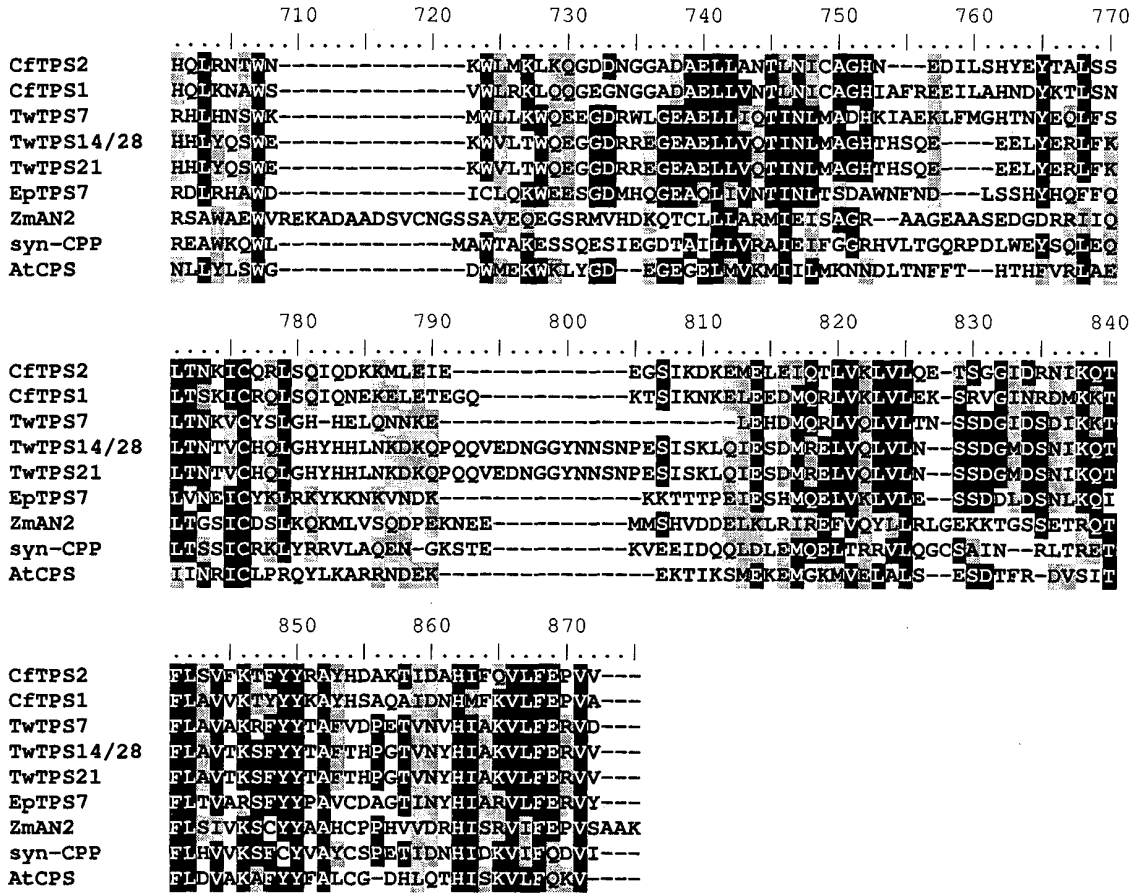 710 720 730 740 750 760 770
CfTPS2 HQLRNTWN--------------KWLMKLKQGDDNGGADAELLANTLNICAGHN---EDILSHYEYTALSS
CfTPS1 HQLKNAWS--------------VWLRKLQQGEGNGGADAELLVNTLNICAGHIAFREEILAHNDYKTLSN
TwTPS7 RHLHNSWK--------------MWLLKWQEEGDRWLGEAELLIQTINLMADHKIAEKLFMGHTNYEQLFS
TwTPS14/28 HHLYQSWE--------------KWVLTWQEGGDRREGEAELLVQTINLMAGHTHSQE----EELYERLFK
TwTPS21 HHLYQSWE--------------KWVLTWQEGGDRREGEAELLVQTINLMAGHTHSQE----EELYERLFK
EpTPS7 RDLRHAWD--------------ICLQKWEESGDMHQGEAQLIVNTINLTSDAWNFND---LSSHYHQFFQ
ZmAN2 RSAWAEWVREKADAADSVCNGSSAVEQEGSRMVHDKQTCLLLARMIEISAGR--AAGEAASEDGDRRIIQ
syn-CPP REAWKQWL-------------MAWTAKESSQESIEGDTAILLVRAIEIFGGRHVLTGQRPDLWEYSQLEQ
AtCPS NLLYLSWG--------------DWMEKWKLYGD--EGEGELMVKMIILMKNNDLTNFFT--HTHFVRLAE
780 790 800 810 820 830 840
CfTPS2 LTNKICQRLSQIQDKKMLEIE-------------EGSIKDKEMELEIQTLVKLVLQE-TSGGIDRNIKQT
CfTPS1 LTSKICRQLSQIQNEKELETEGQ-----------KTSIKNKELEEDMQRLVKLVLEK-SRVGINRDMKKT
TwTPS7 LTNKVCYSLGH-HELQNNKE----------------------LEHDMQRLVQLVLTN-SSDGIDSDIKKT
TwTPS14/28 LTNTVCHQLGHYHHLNKDKQPQQVEDNGGYNNSNPESISKLQIESDMRELVQLVLN--SSDGMDSNIKQT
TwTPS21 LTNTVCHQLGHYHHLNKDKQPQQVEDNGGYNNSNPESISKLQIESDMRELVQLVLN--SSDGMDSNIKQT
EpTPS7 LVNEICYKLRKYKKNKVNDK---------------KKTTTPEIESHMQELVKLVLE--SSDDLDSNLKQI
ZmAN2 LTGSICDSLKQKMLVSQDPEKNEE----------MMSHVDDELKLRIREFVQYLLRLGEKKTGSSETRQT
syn-CPP LTSSICRKLYRRVLAQEN-GKSTE----------KVEEIDQQLDLEMQELTRRVLQGCSAIN--RLTRET
AtCPS IINRICLPRQYLKARRNDEK----------------EKTIKSMEKEMGKMVELALS--ESDTFR-DVSIT
850 860 870
CfTPS2 FLSVFKTFYYRAYHDAKTIDAHIFQVLFEPVV---
CfTPS1 FLAVVKTYYYKAYHSAQAIDNHMFKVLFEPVA---
TwTPS7 FLAVAKRFYYTAFVDPETVNVHIAKVLFERVD---
TwTPS14/28 FLAVTKSFYYTAFTHPGTVNYHIAKVLFERVV---
TwTPS21 FLAVTKSFYYTAFTHPGTVNYHIAKVLFERVV---
EpTPS7 FLTVARSFYYPAVCDAGTINYHIARVLFERVY---
ZmAN2 FLSIVKSCYYAAHCPPHVVDRHISRVIFEPVSAAK
syn-CPP FLHVVKSFCYVAYCSPETIDNHIDKVIFQDVI---
AtCPS FLDVAKAFYYFALCG-DHLQTHISKVLFQKV----